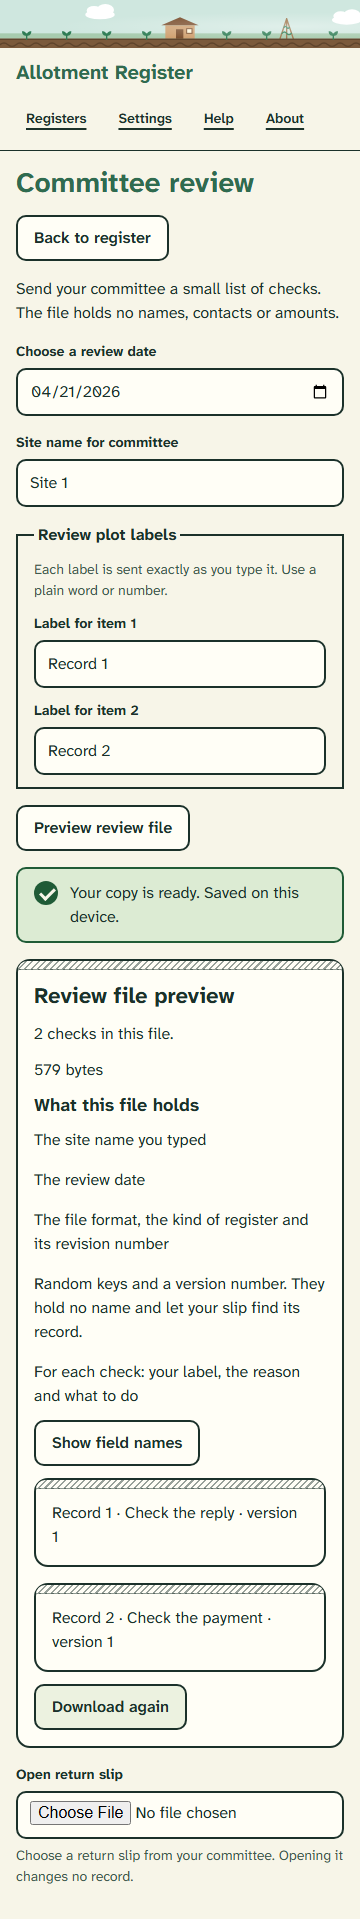 Allotment Register
Registers Settings Help About
Committee review
Back to register
Send your committee a small list of checks.
The file holds no names, contacts or amounts.
Choose a review date
04/21/2026
Site name for committee
Site 1
Review plot labels
Each label is sent exactly as you type it. Use a
plain word or number.
Label for item 1
Record 1
Label for item 2
Record 2
Preview review file
Your copy is ready. Saved on this
device.
Review file preview
2 checks in this file.
579 bytes
What this file holds
The site name you typed
The review date
The file format, the kind of register and
its revision number
Random keys and a version number. They
hold no name and let your slip find its
record.
For each check: your label, the reason
and what to do
Show field names
Record 1 · Check the reply · version
1
Record 2 · Check the payment ·
version 1
Download again
Open return slip
Choose File No file chosen
Choose a return slip from your committee. Opening it
changes no record.